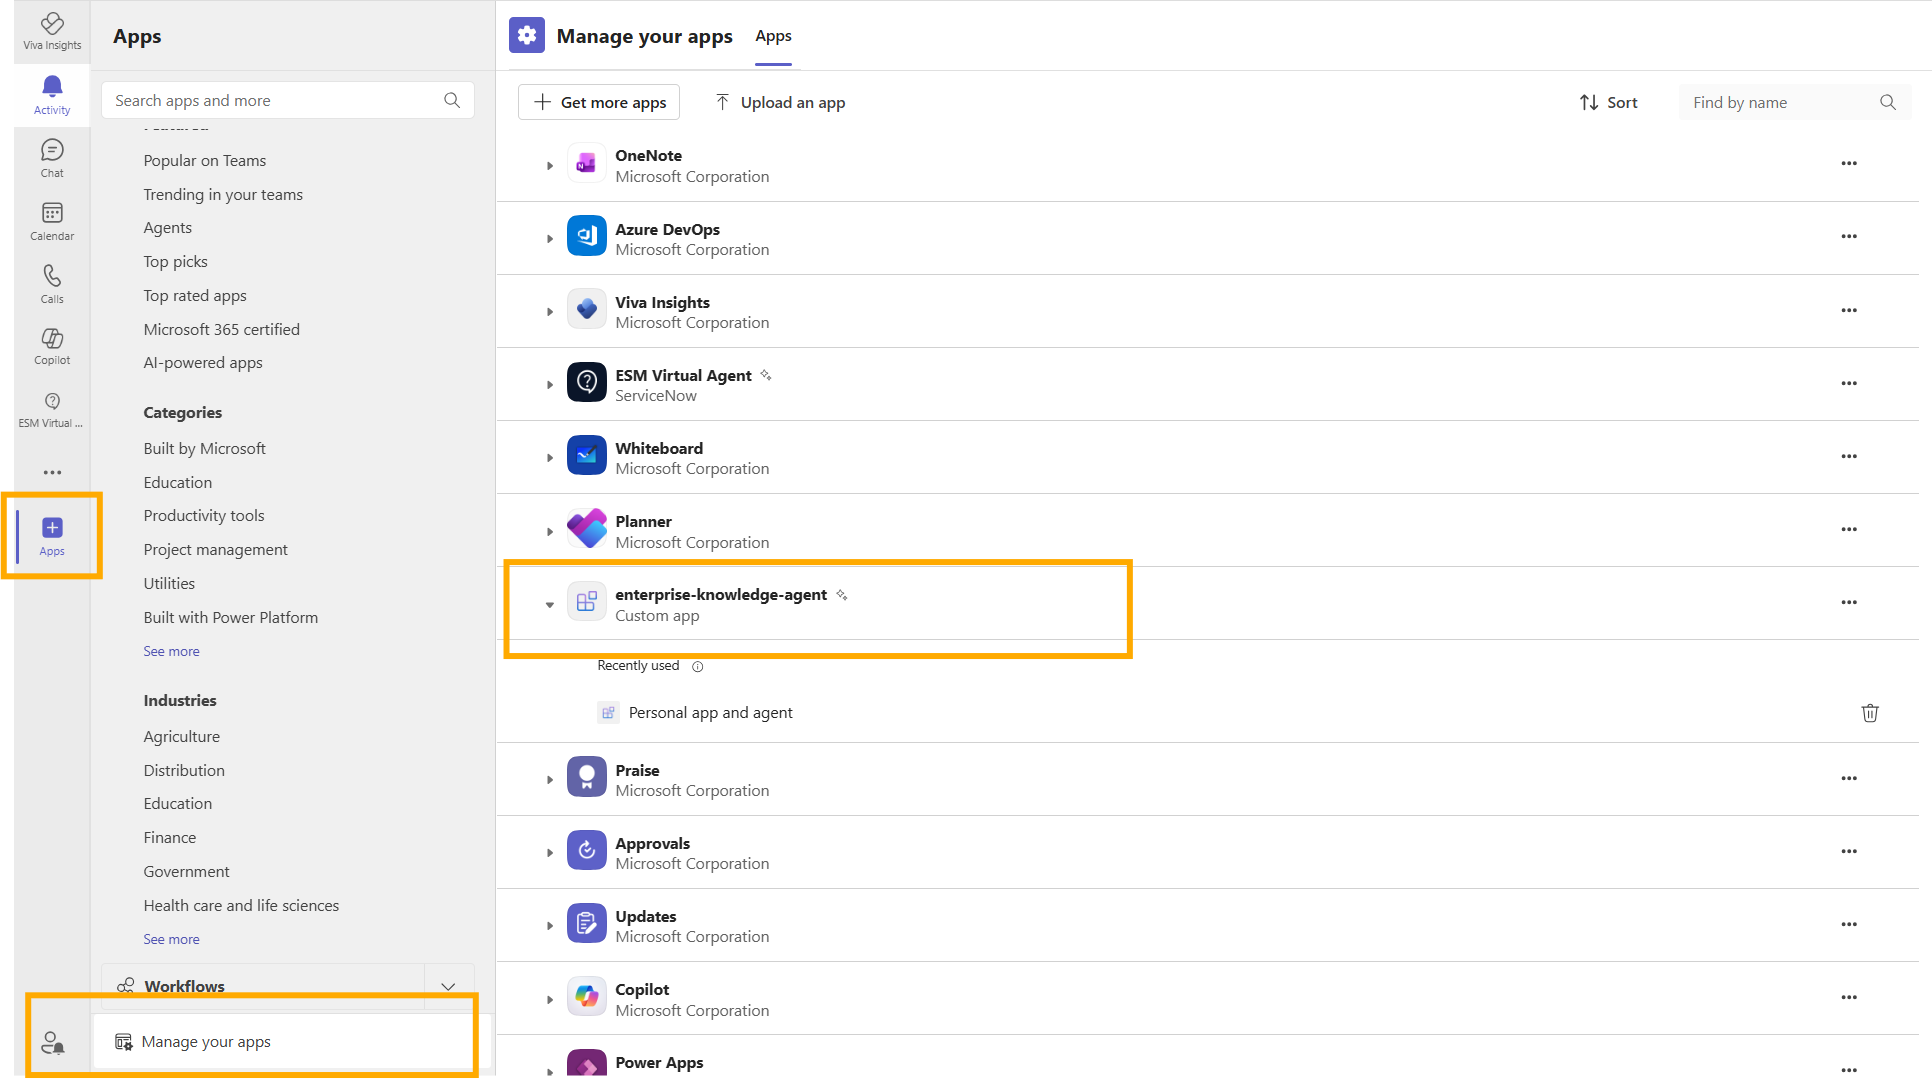 Viva Insights
Activity
Chat
Calendar
Calls
Copilot
ESM Virtual ...
Apps
Apps
Search apps and more
Popular on Teams
Trending in your teams
Agents
Top picks
Top rated apps
Microsoft 365 certified
AI-powered apps
Categories
Built by Microsoft
Education
Productivity tools
Project management
Utilities
Built with Power Platform
See more
Industries
Agriculture
Distribution
Education
Finance
Government
Health care and life sciences
See more
Workflows
Manage your apps
Manage your apps
Apps
Get more apps
Upload an app
Sort
Find by name
OneNote
Microsoft Corporation
Azure DevOps
Microsoft Corporation
Viva Insights
Microsoft Corporation
ESM Virtual Agent
ServiceNow
Whiteboard
Microsoft Corporation
Planner
Microsoft Corporation
enterprise-knowledge-agent
Custom app
Recently used
Personal app and agent
Praise
Microsoft Corporation
Approvals
Microsoft Corporation
Updates
Microsoft Corporation
Copilot
Microsoft Corporation
Power Apps